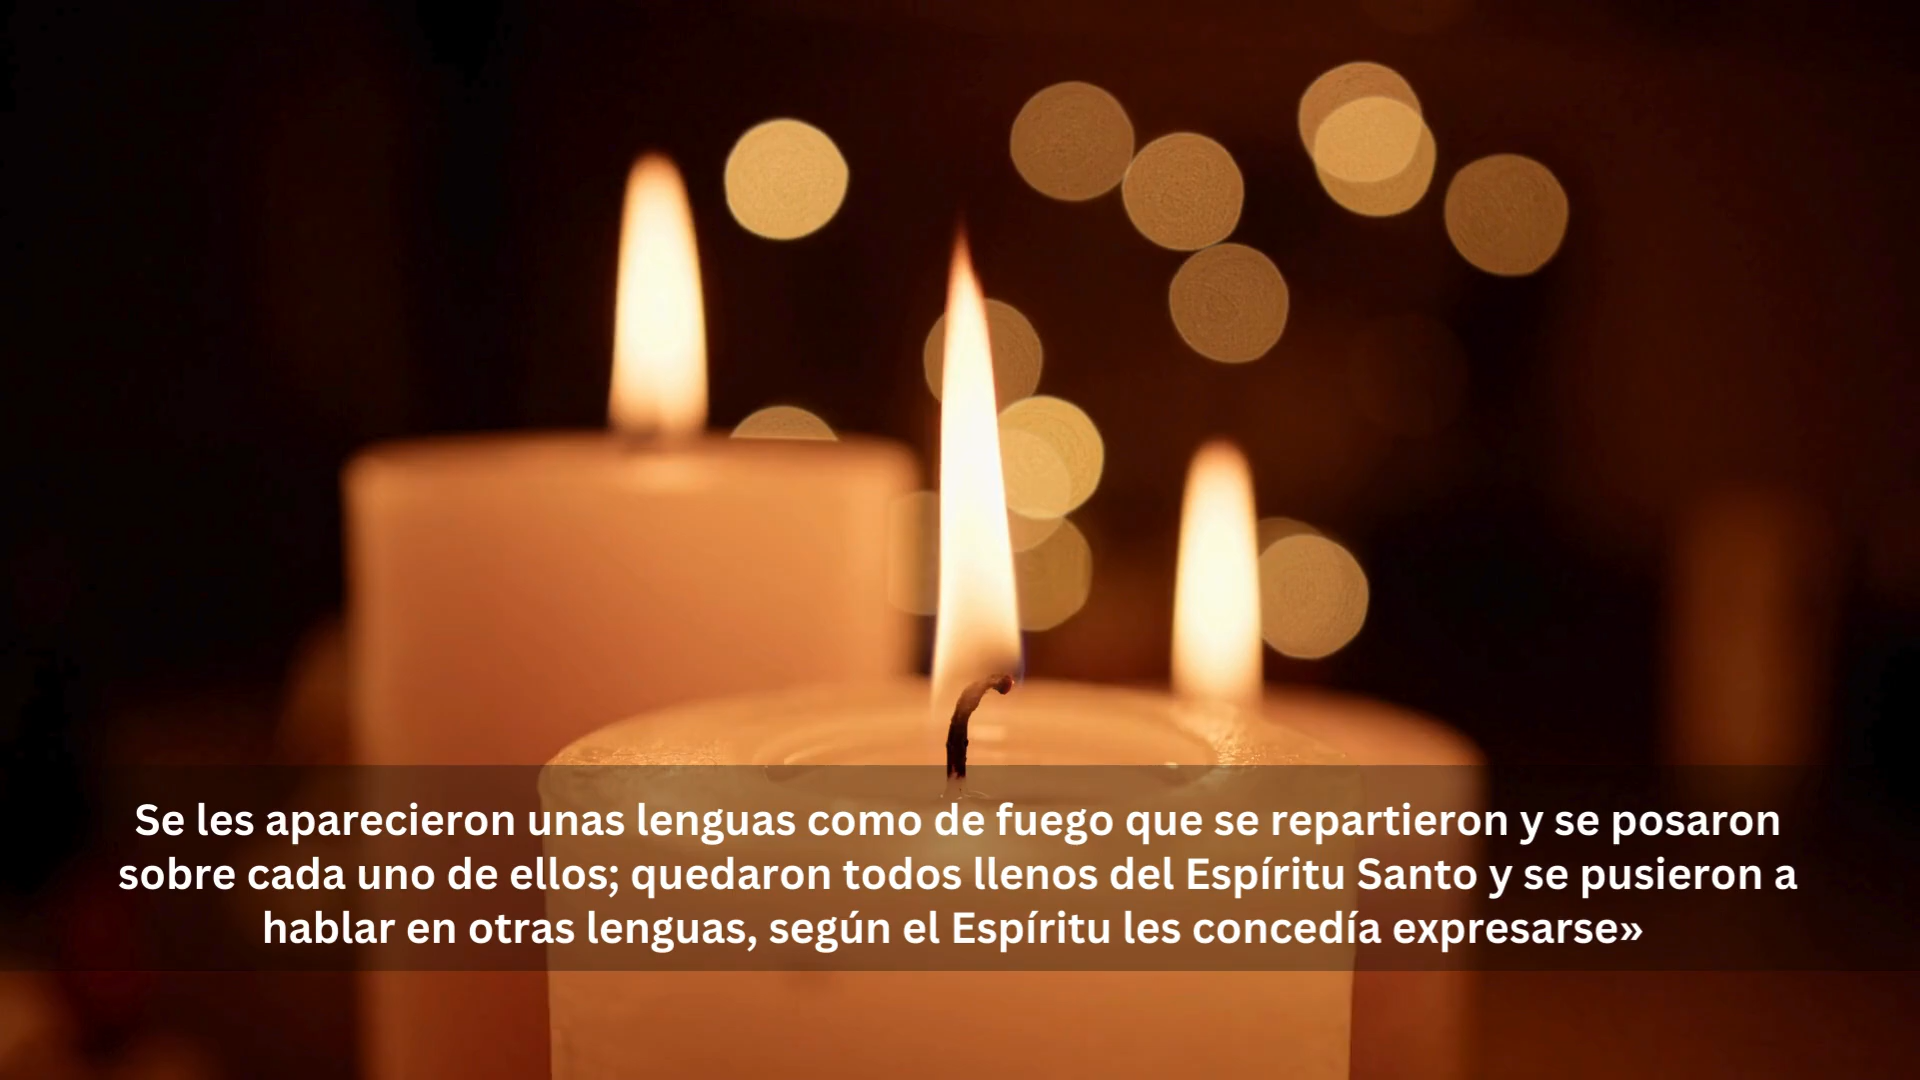 Se les aparecieron unas lenguas como de fuego que se repartieron y se posaron
sobre cada uno de ellos; quedaron todos llenos del Espíritu Santo y se pusieron a
hablar en otras lenguas, según el Espíritu les concedía expresarse»